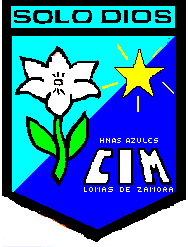 SOLO DIOS
HNAS AZULES
CIM
LOMAS DE ZAMORA